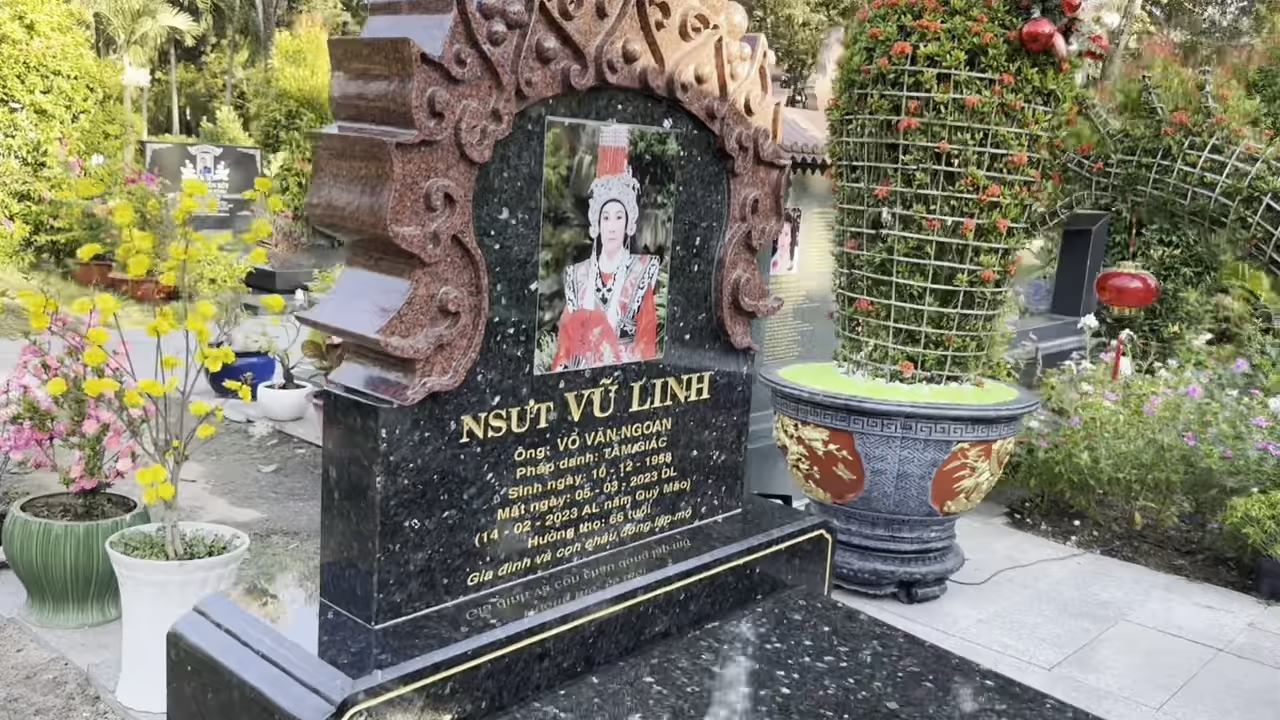 NSƯT VŨ LINH
Ông: VÕ VĂN NGOAN
Pháp danh: TÂM GIÁC
Sinh ngày: 10 - 12 - 1958
Mất ngày: 05 - 03 - 2023 DL
(14 - 02 - 2023 AL năm Quý Mão)
Hưởng thọ: 66 tuổi
Gia đình và con cháu đồng lập mộ